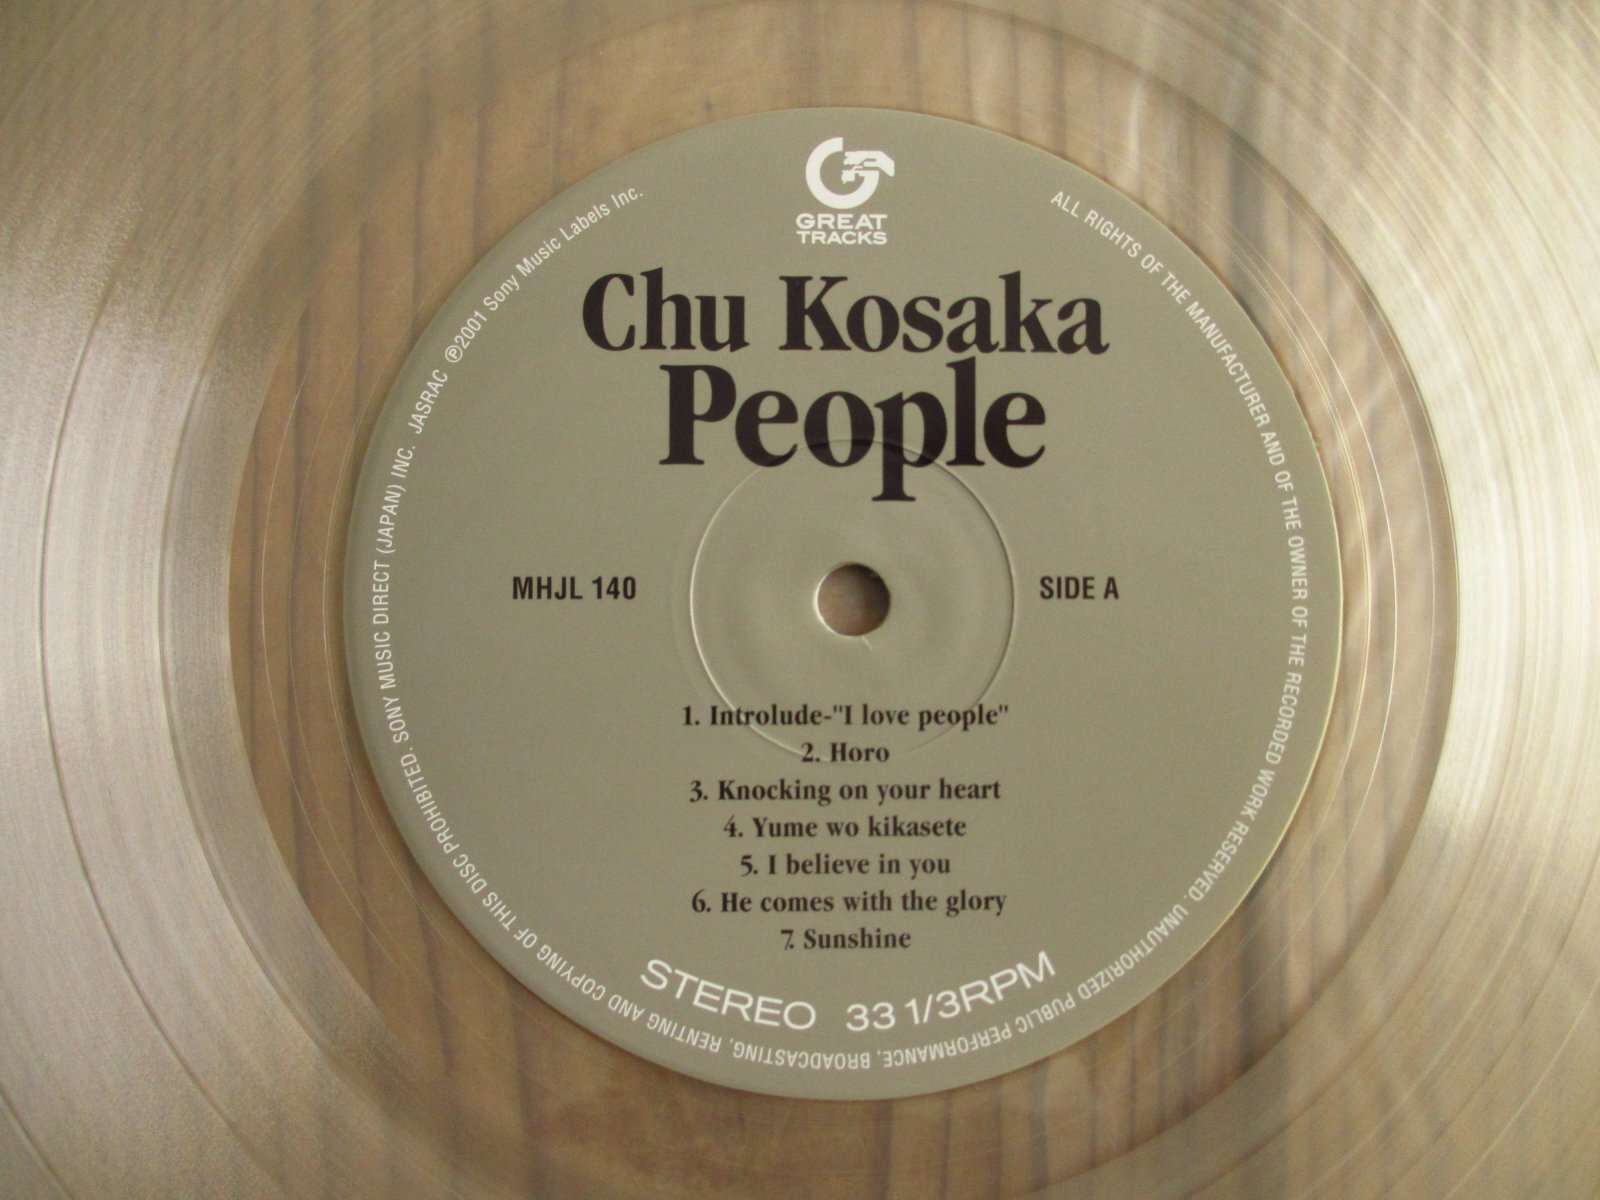 GREAT
TRACKS
Chu Kosaka
People
MHJL 140
SIDE A
1. Introlude-"I love people"
2. Horo
3. Knocking on your heart
4. Yume wo kikasete
5. I believe in you
6. He comes with the glory
7. Sunshine
STEREO 33 1/3RPM
ALL RIGHTS OF THE MANUFACTURER AND OF THE OWNER OF THE RECORDED WORK RESERVED. UNAUTHORIZED PUBLIC PERFORMANCE, BROADCASTING, RENTING AND COPYING OF THIS DISC PROHIBITED. SONY MUSIC DIRECT (JAPAN) INC. JASRAC ℗2001 Sony Music Labels Inc.